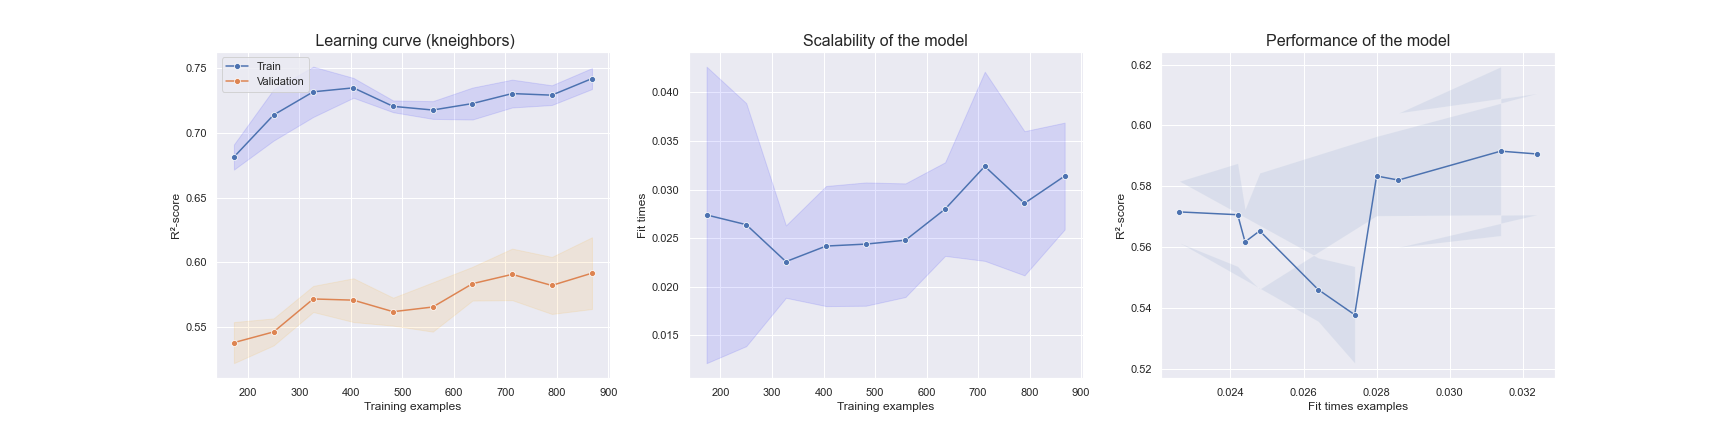 Learning curve (kneighbors)
Train
Validation
0.75
0.70
0.65
0.60
0.55
R²-score
200 300 400 500 600 700 800 900
Training examples
Scalability of the model
0.040
0.035
0.030
0.025
0.020
0.015
Fit times
200 300 400 500 600 700 800 900
Training examples
Performance of the model
0.62
0.60
0.58
0.56
0.54
0.52
R²-score
0.024 0.026 0.028 0.030 0.032
Fit times examples